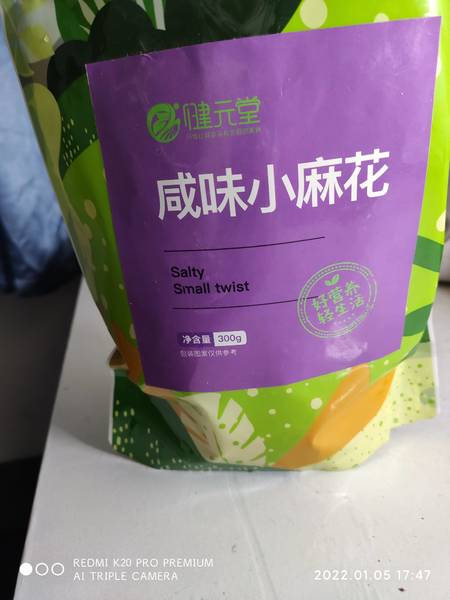 健元堂
咸味小麻花
Salty
Small twist
好营养
轻生活
净含量 300g
包装图案仅供参考
REDMI K20 PRO PREMIUM
AI TRIPLE CAMERA
2022.01.05 17:47